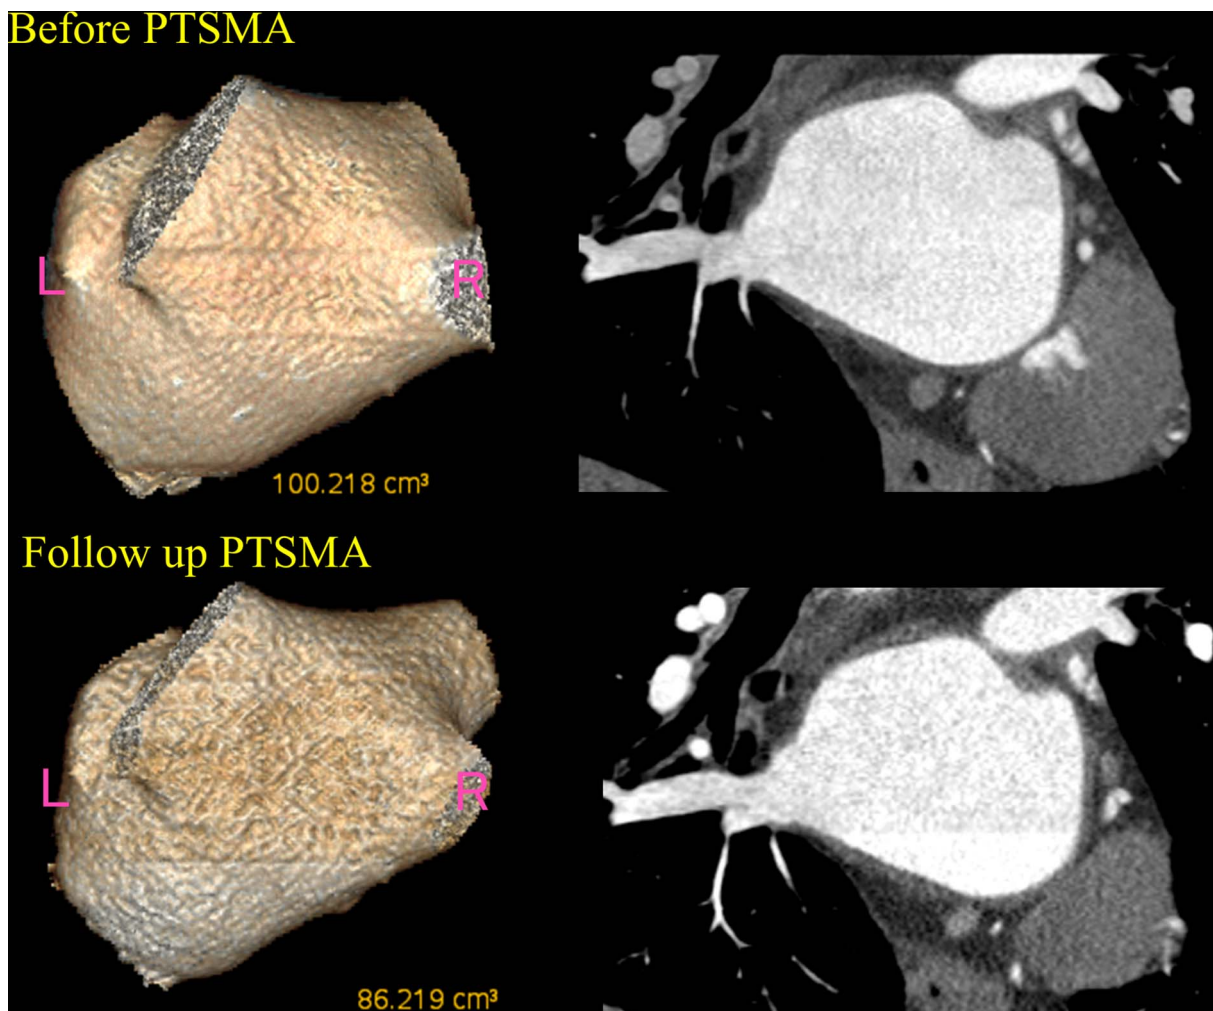 Before PTSMA
L
R
100.218 cm³
Follow up PTSMA
L
R
86.219 cm³